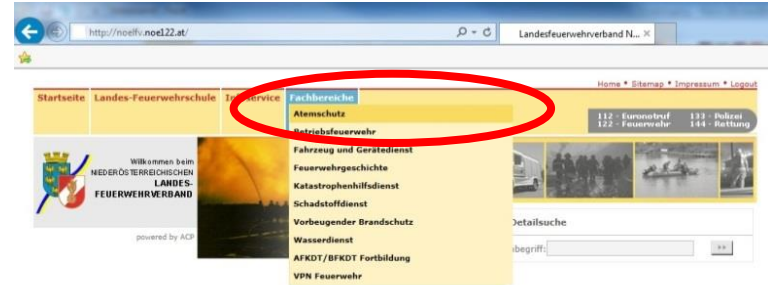 http://noelfv.noe122.at/
Landesfeuerwehrverband N...
Home * Sitemap * Impressum * Logout
Startseite Landes-Feuerwehrschule Infoservice Fachbereiche
Atemschutz
112 - Euronotruf 133 - Polizei
122 - Feuerwehr 144 - Rettung
Betriebsfeuerwehr
Fahrzeug und Gerätedienst
Feuerwehrgeschichte
Katastrophenhilfsdienst
Schadstoffdienst
Vorbeugender Brandschutz
Wasserdienst
AFKDT/BFKDT Fortbildung
VPN Feuerwehr
Willkommen beim
NIEDERÖSTERREICHISCHEN
LANDES-
FEUERWEHRVERBAND
powered by ACP
Detailsuche
hbegriff:
>>